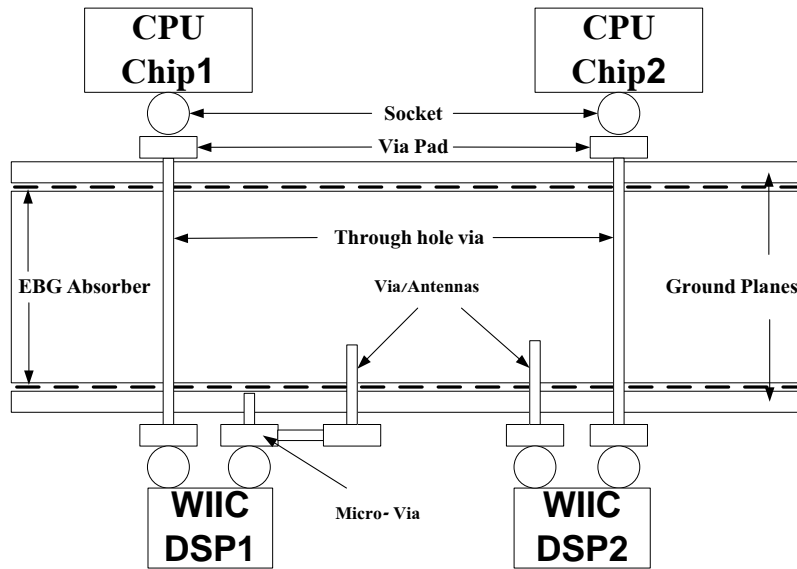 CPU
Chip1
CPU
Chip2
Socket
Via Pad
Through hole via
EBG Absorber
Via/Antennas
Ground Planes
Micro- Via
WIIC
DSP1
WIIC
DSP2